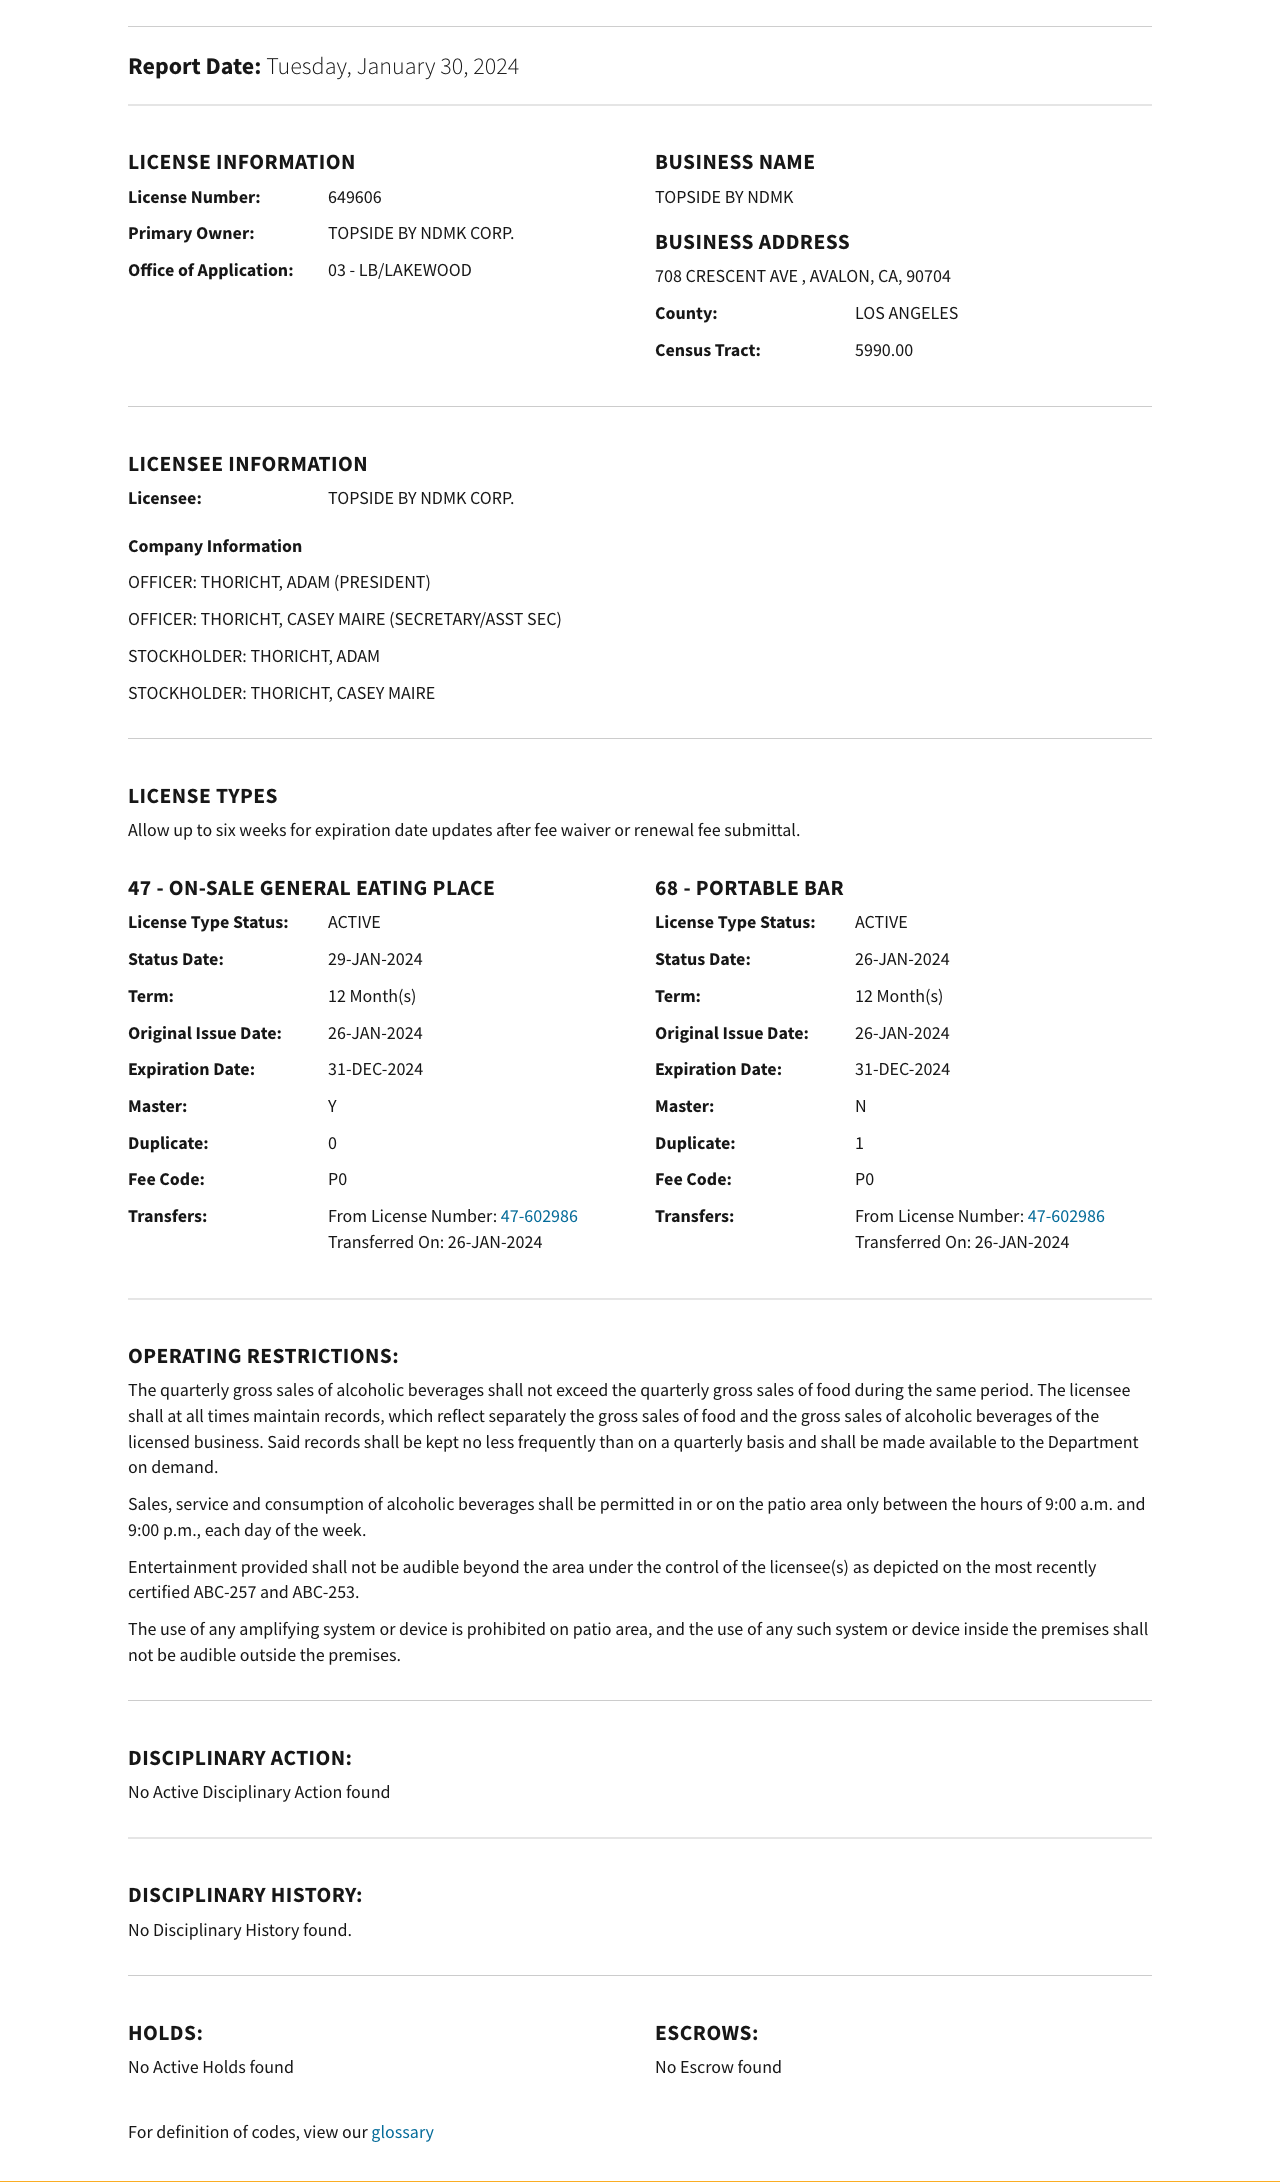 Report Date: Tuesday, January 30, 2024
LICENSE INFORMATION
License Number: 649606
Primary Owner: TOPSIDE BY NDMK CORP.
Office of Application: 03 - LB/LAKEWOOD
BUSINESS NAME
TOPSIDE BY NDMK
BUSINESS ADDRESS
708 CRESCENT AVE , AVALON, CA, 90704
County: LOS ANGELES
Census Tract: 5990.00
LICENSEE INFORMATION
Licensee: TOPSIDE BY NDMK CORP.
Company Information
OFFICER: THORICHT, ADAM (PRESIDENT)
OFFICER: THORICHT, CASEY MAIRE (SECRETARY/ASST SEC)
STOCKHOLDER: THORICHT, ADAM
STOCKHOLDER: THORICHT, CASEY MAIRE
LICENSE TYPES
Allow up to six weeks for expiration date updates after fee waiver or renewal fee submittal.
47 - ON-SALE GENERAL EATING PLACE
License Type Status: ACTIVE
Status Date: 29-JAN-2024
Term: 12 Month(s)
Original Issue Date: 26-JAN-2024
Expiration Date: 31-DEC-2024
Master: Y
Duplicate: 0
Fee Code: P0
Transfers: From License Number: 47-602986
Transferred On: 26-JAN-2024
68 - PORTABLE BAR
License Type Status: ACTIVE
Status Date: 26-JAN-2024
Term: 12 Month(s)
Original Issue Date: 26-JAN-2024
Expiration Date: 31-DEC-2024
Master: N
Duplicate: 1
Fee Code: P0
Transfers: From License Number: 47-602986
Transferred On: 26-JAN-2024
OPERATING RESTRICTIONS:
The quarterly gross sales of alcoholic beverages shall not exceed the quarterly gross sales of food during the same period. The licensee
shall at all times maintain records, which reflect separately the gross sales of food and the gross sales of alcoholic beverages of the
licensed business. Said records shall be kept no less frequently than on a quarterly basis and shall be made available to the Department
on demand.
Sales, service and consumption of alcoholic beverages shall be permitted in or on the patio area only between the hours of 9:00 a.m. and
9:00 p.m., each day of the week.
Entertainment provided shall not be audible beyond the area under the control of the licensee(s) as depicted on the most recently
certified ABC-257 and ABC-253.
The use of any amplifying system or device is prohibited on patio area, and the use of any such system or device inside the premises shall
not be audible outside the premises.
DISCIPLINARY ACTION:
No Active Disciplinary Action found
DISCIPLINARY HISTORY:
No Disciplinary History found.
HOLDS:
No Active Holds found
ESCROWS:
No Escrow found
For definition of codes, view our glossary